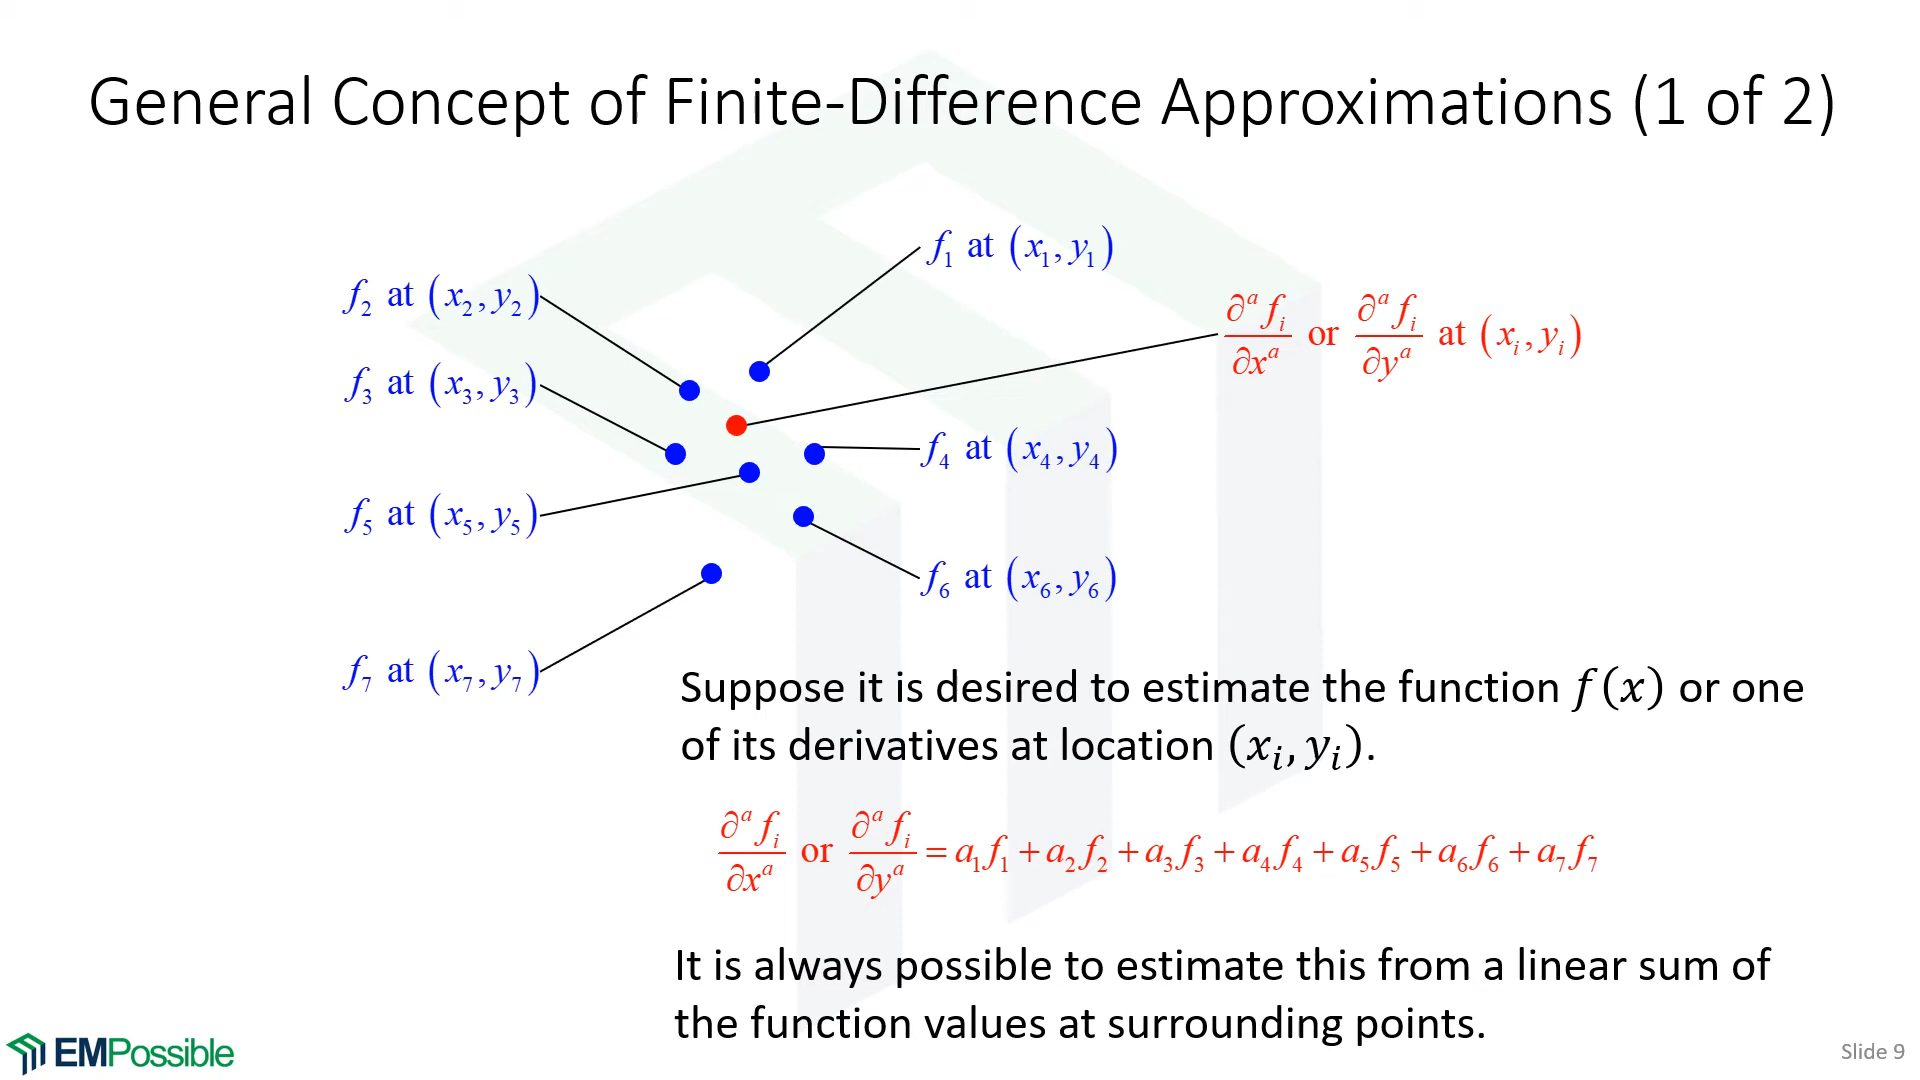 General Concept of Finite-Difference Approximations (1 of 2)
f₁ at (x₁, y₁)
f₂ at (x₂, y₂)
∂ᵃfᵢ/∂xᵃ or ∂ᵃfᵢ/∂yᵃ at (xᵢ, yᵢ)
f₃ at (x₃, y₃)
f₄ at (x₄, y₄)
f₅ at (x₅, y₅)
f₆ at (x₆, y₆)
f₇ at (x₇, y₇)
Suppose it is desired to estimate the function f(x) or one
of its derivatives at location (xᵢ, yᵢ).
∂ᵃfᵢ/∂xᵃ or ∂ᵃfᵢ/∂yᵃ = a₁f₁ + a₂f₂ + a₃f₃ + a₄f₄ + a₅f₅ + a₆f₆ + a₇f₇
It is always possible to estimate this from a linear sum of
the function values at surrounding points.
EMPossible
Slide 9